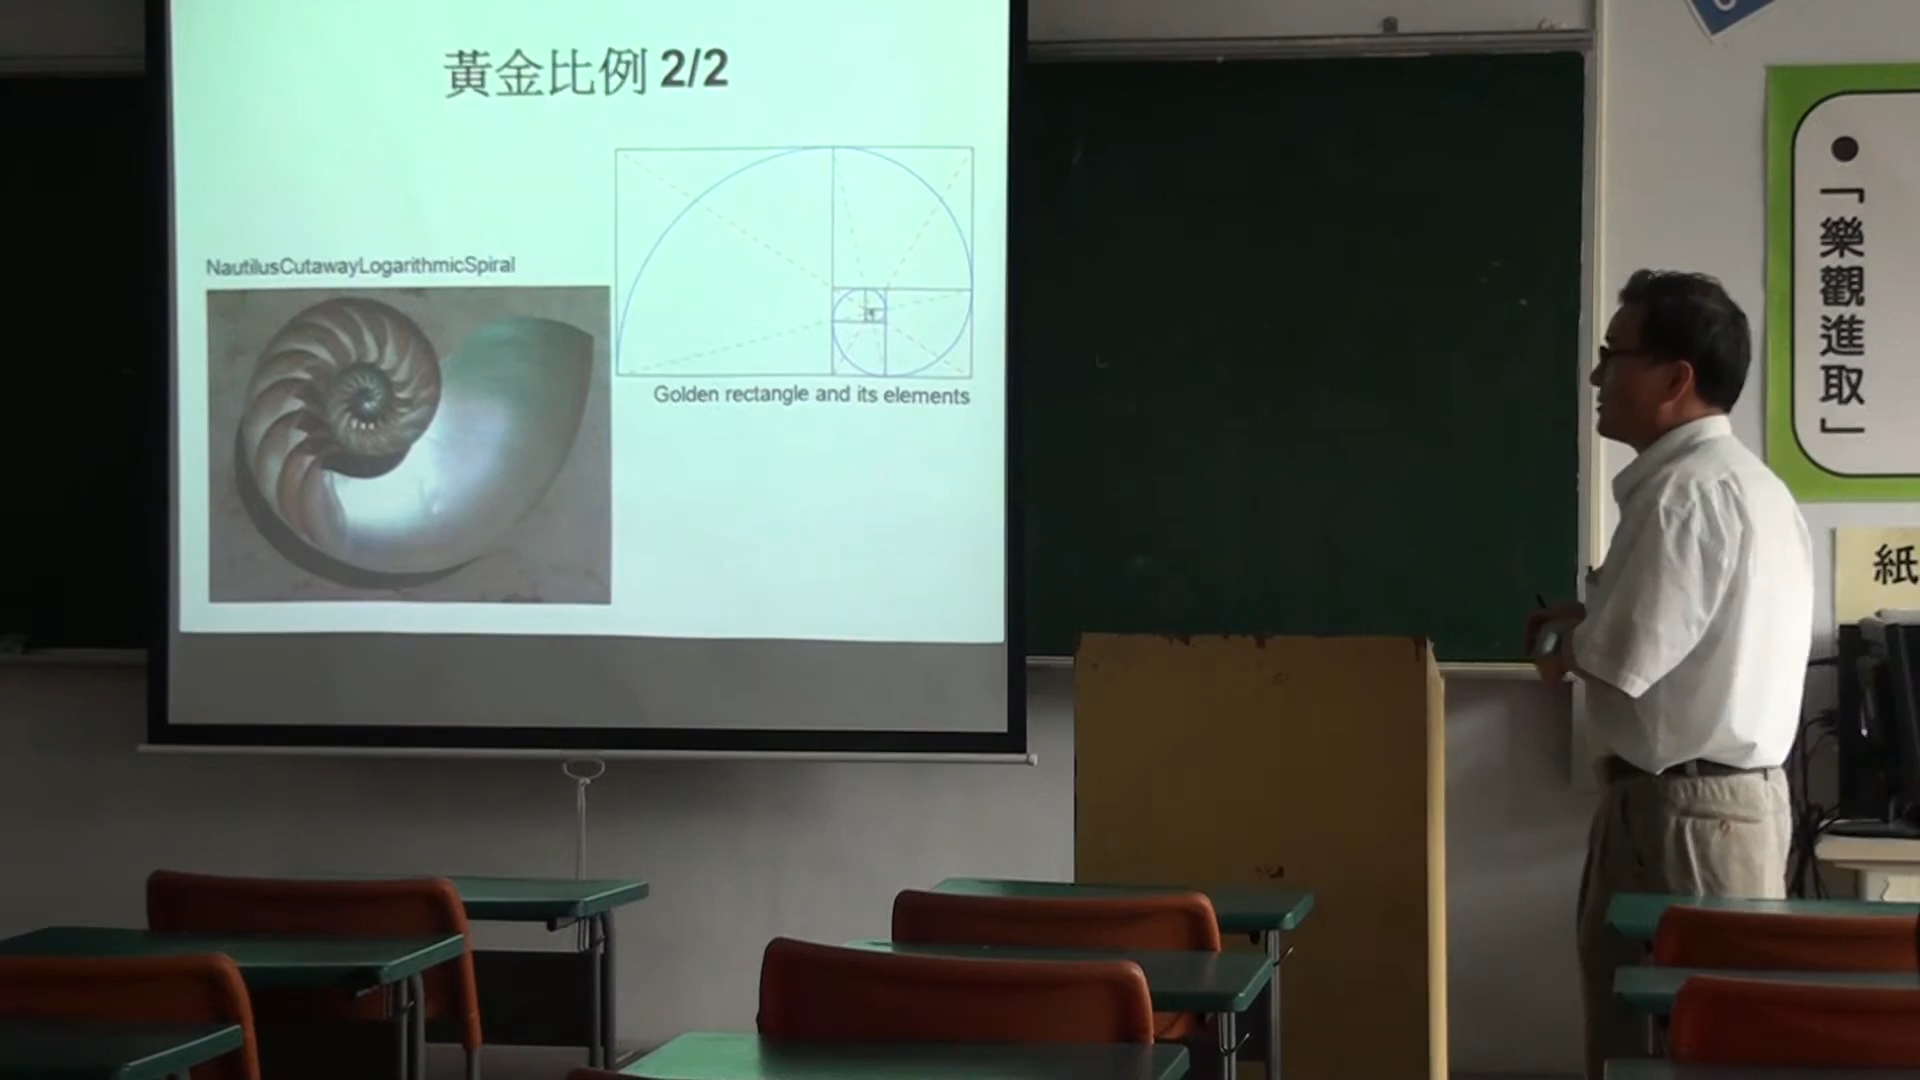 黃金比例 2/2
NautilusCutawayLogarithmicSpiral
Golden rectangle and its elements
●「樂觀進取」
紙